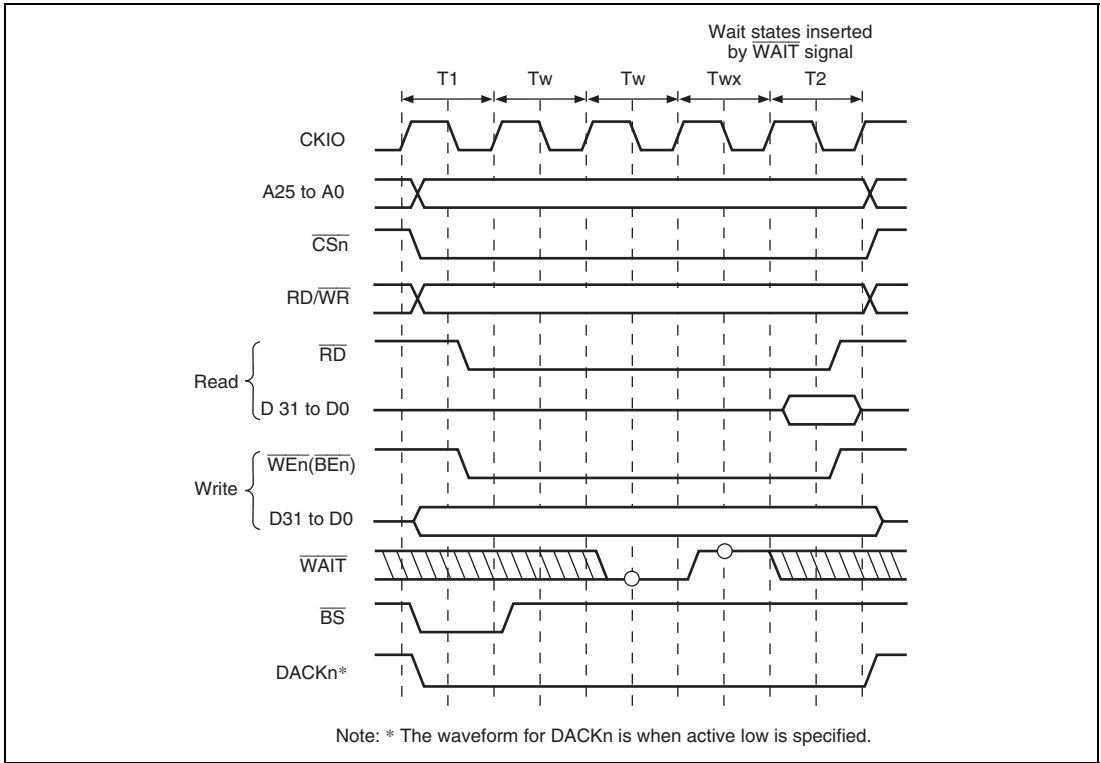 Wait states inserted
by WAIT signal
T1 Tw Tw Twx T2
CKIO
A25 to A0
CSn
RD/WR
RD
Read
D 31 to D0
WEn(BEn)
Write
D31 to D0
WAIT
BS
DACKn*
Note: * The waveform for DACKn is when active low is specified.